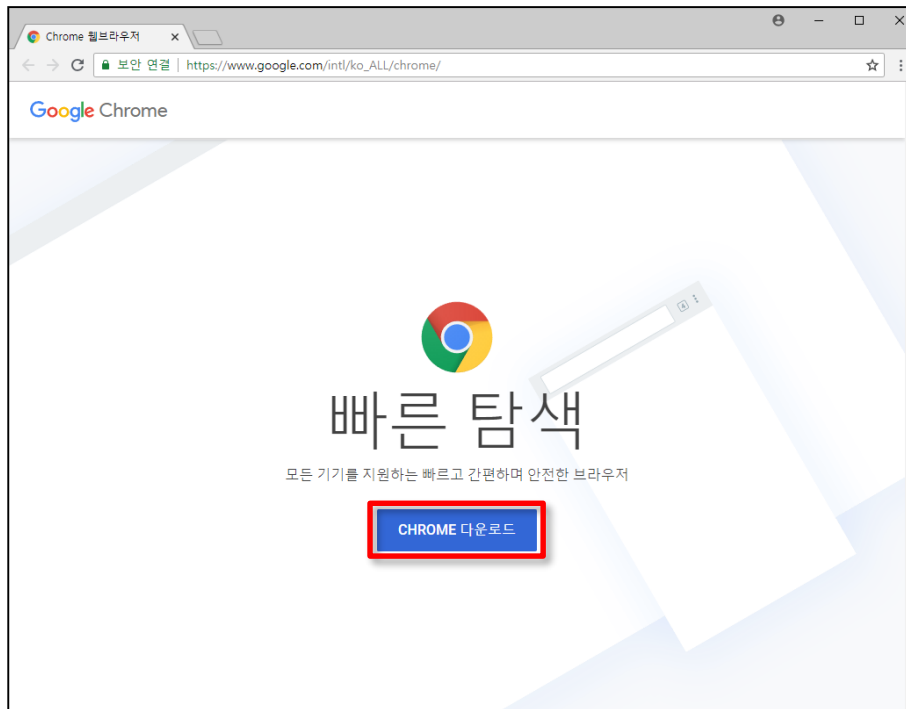 Chrome 웹브라우저
보안 연결 | https://www.google.com/intl/ko_ALL/chrome/
Google Chrome
4
빠른 탐색
모든 기기를 지원하는 빠르고 간편하며 안전한 브라우저
CHROME 다운로드